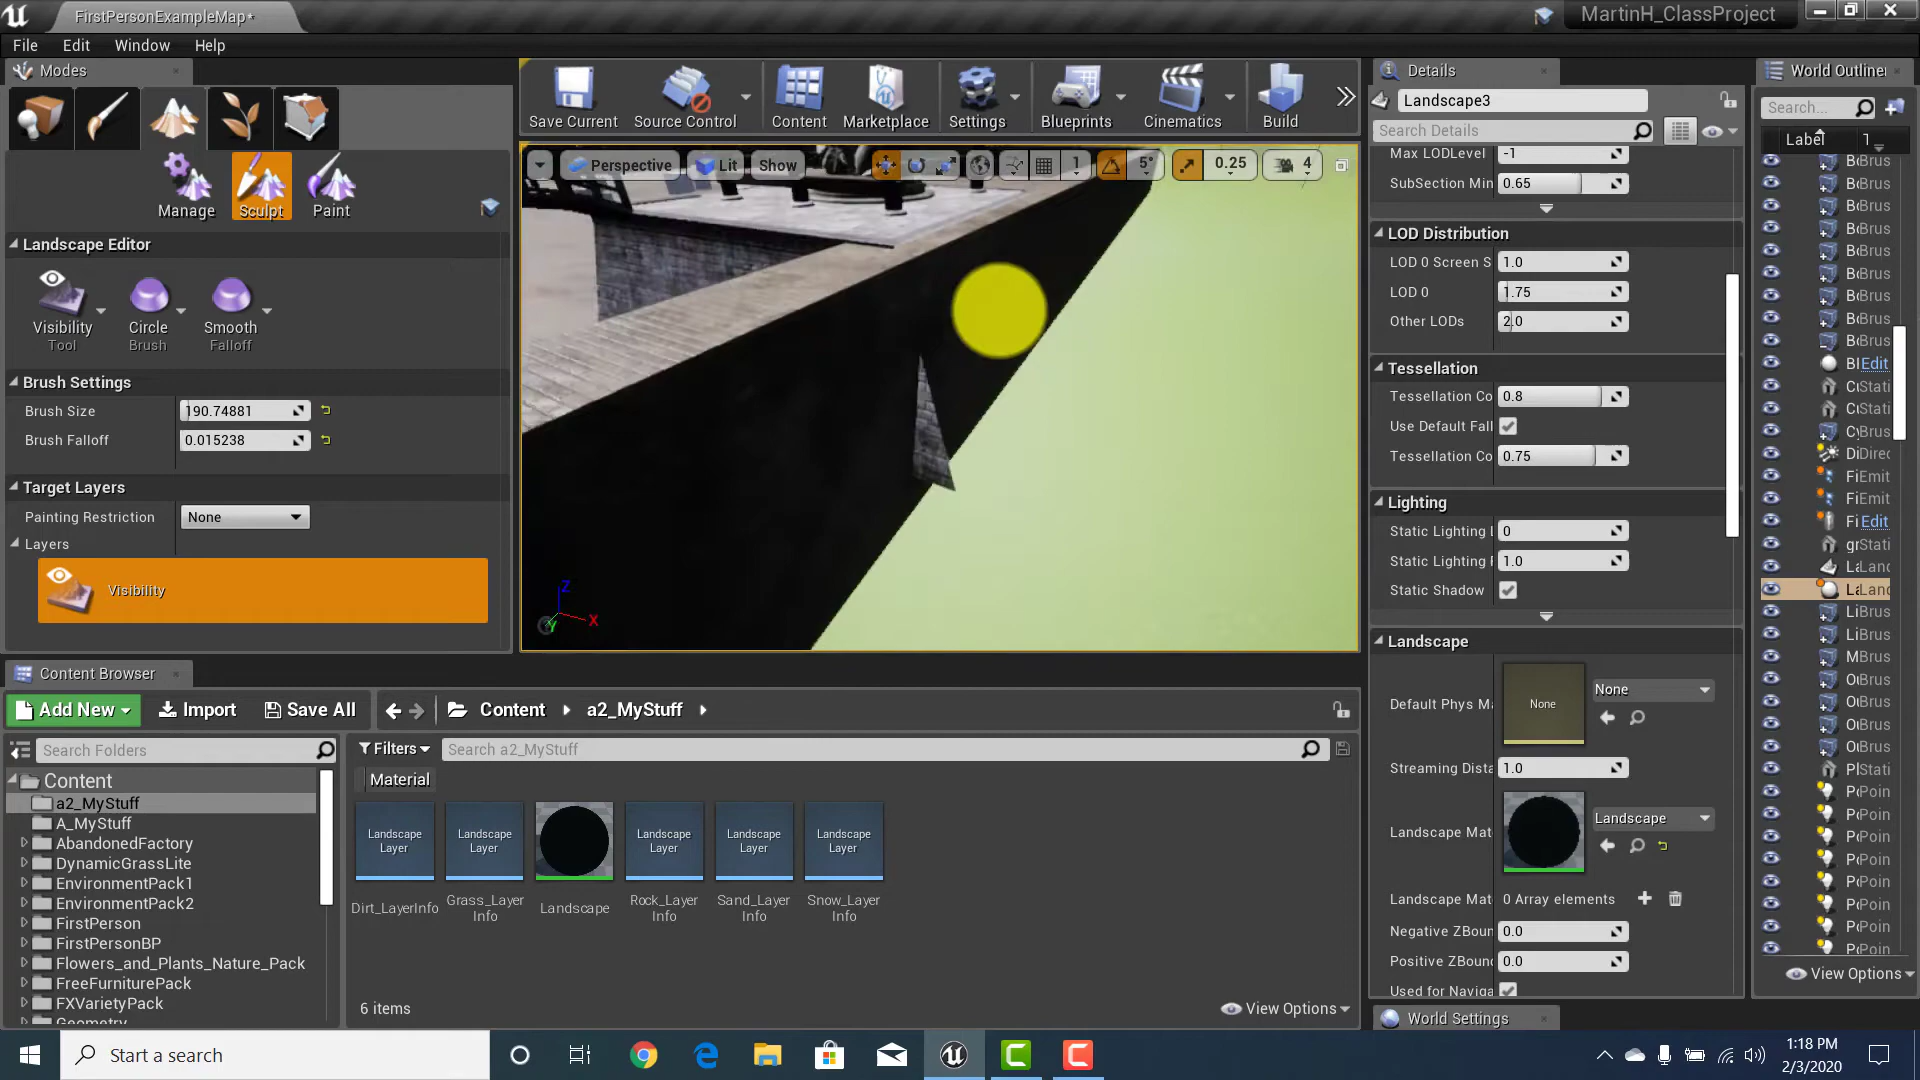 FirstPersonExampleMap*
MartinH_ClassProject
File Edit Window Help
Modes
Manage Sculpt Paint
Landscape Editor
Visibility Circle Smooth
Tool Brush Falloff
Brush Settings
Brush Size 190.74881
Brush Falloff 0.015238
Target Layers
Painting Restriction None
Layers
Visibility
Save Current Source Control Content Marketplace Settings Blueprints Cinematics Build
Perspective Lit Show 1 5° 0.25 4
Z
X
Y
Details
Landscape3
Search Details
Max LODLevel -1
SubSection Min 0.65
LOD Distribution
LOD 0 Screen S 1.0
LOD 0 1.75
Other LODs 2.0
Tessellation
Tessellation Co 0.8
Use Default Fall
Tessellation Co 0.75
Lighting
Static Lighting 0
Static Lighting 1.0
Static Shadow
Landscape
Default Phys Ma None None
Streaming Dista 1.0
Landscape Mat Landscape
Landscape Mat 0 Array elements
Negative ZBoun 0.0
Positive ZBound 0.0
Used for Naviga
World Settings
World Outliner
Search...
Label
Edit
Edit
View Options
Content Browser
Add New Import Save All Content a2_MyStuff
Search Folders
Filters Search a2_MyStuff
Material
Content
a2_MyStuff
A_MyStuff
AbandonedFactory
DynamicGrassLite
EnvironmentPack1
EnvironmentPack2
FirstPerson
FirstPersonBP
Flowers_and_Plants_Nature_Pack
FreeFurniturePack
FXVarietyPack
Geometry
Landscape Layer
Landscape Layer
Landscape Layer
Landscape Layer
Landscape Layer
Dirt_LayerInfo
Grass_Layer Info
Landscape
Rock_Layer Info
Sand_Layer Info
Snow_Layer Info
6 items
View Options
Start a search
1:18 PM
2/3/2020